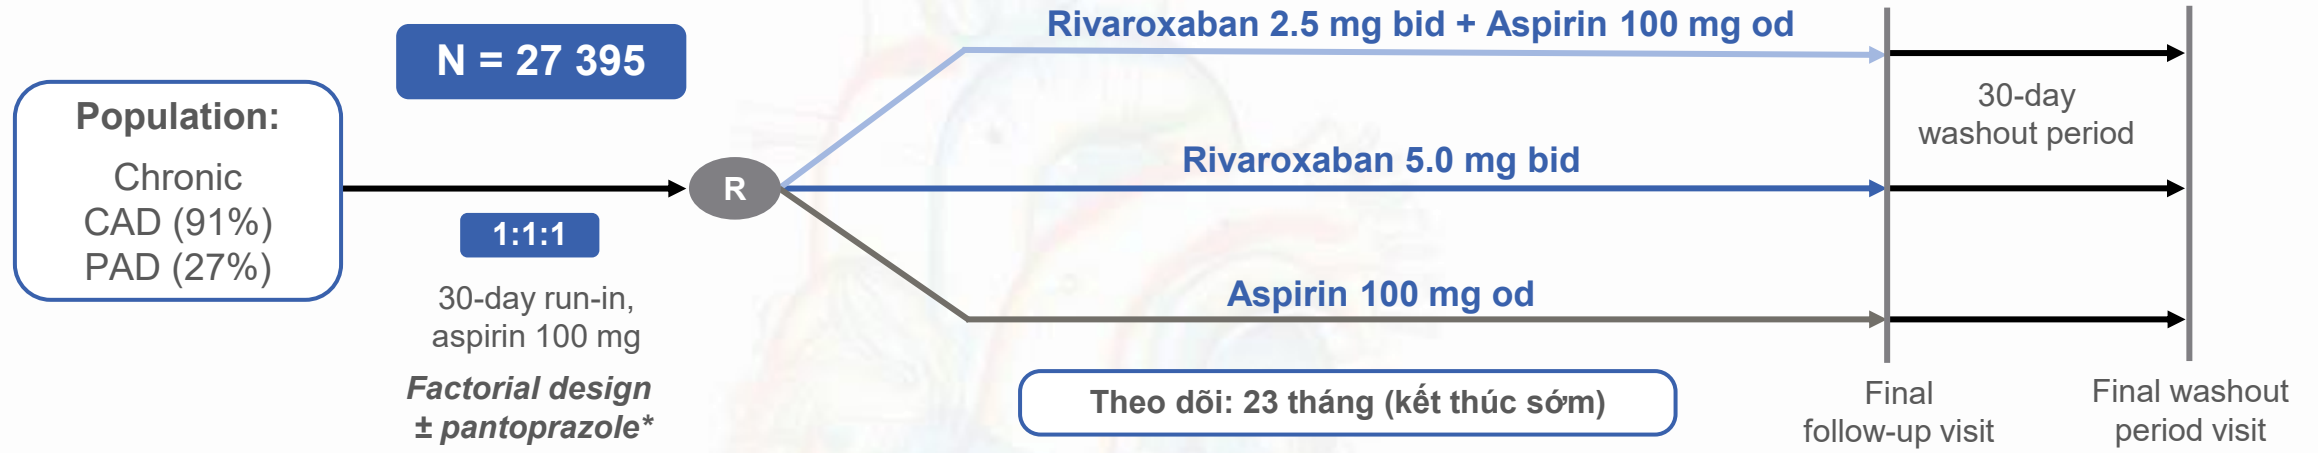 N = 27 395
Population:
Chronic
CAD (91%)
PAD (27%)
1:1:1
30-day run-in,
aspirin 100 mg
Factorial design
± pantoprazole*
R
Rivaroxaban 2.5 mg bid + Aspirin 100 mg od
Rivaroxaban 5.0 mg bid
Aspirin 100 mg od
Theo dõi: 23 tháng (kết thúc sớm)
30-day
washout period
Final
follow-up visit
Final washout
period visit